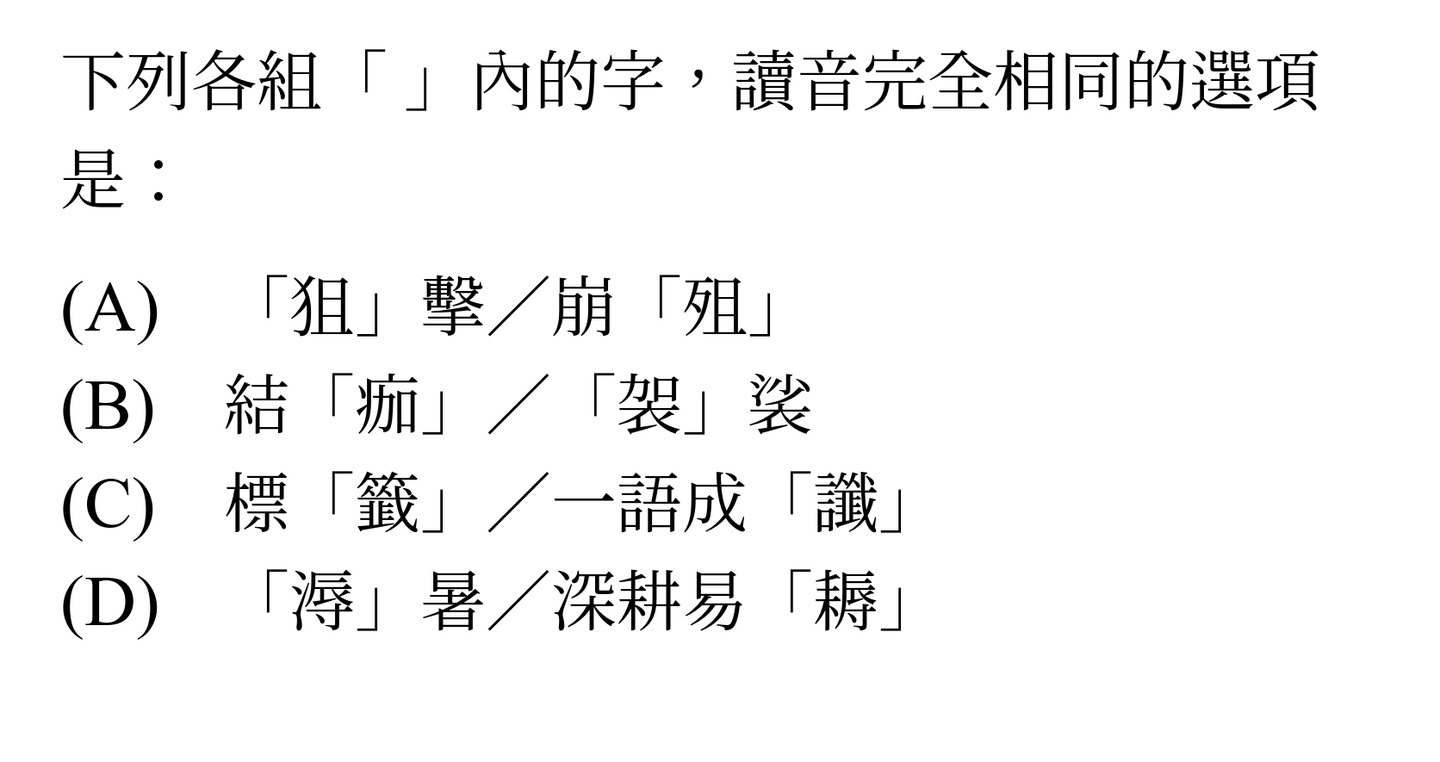 下列各組「 」內的字，讀音完全相同的選項
是：
(A) 「狙」擊／崩「殂」
(B) 結「痂」／「袈」裟
(C) 標「籤」／一語成「讖」
(D) 「溽」暑／深耕易「耨」